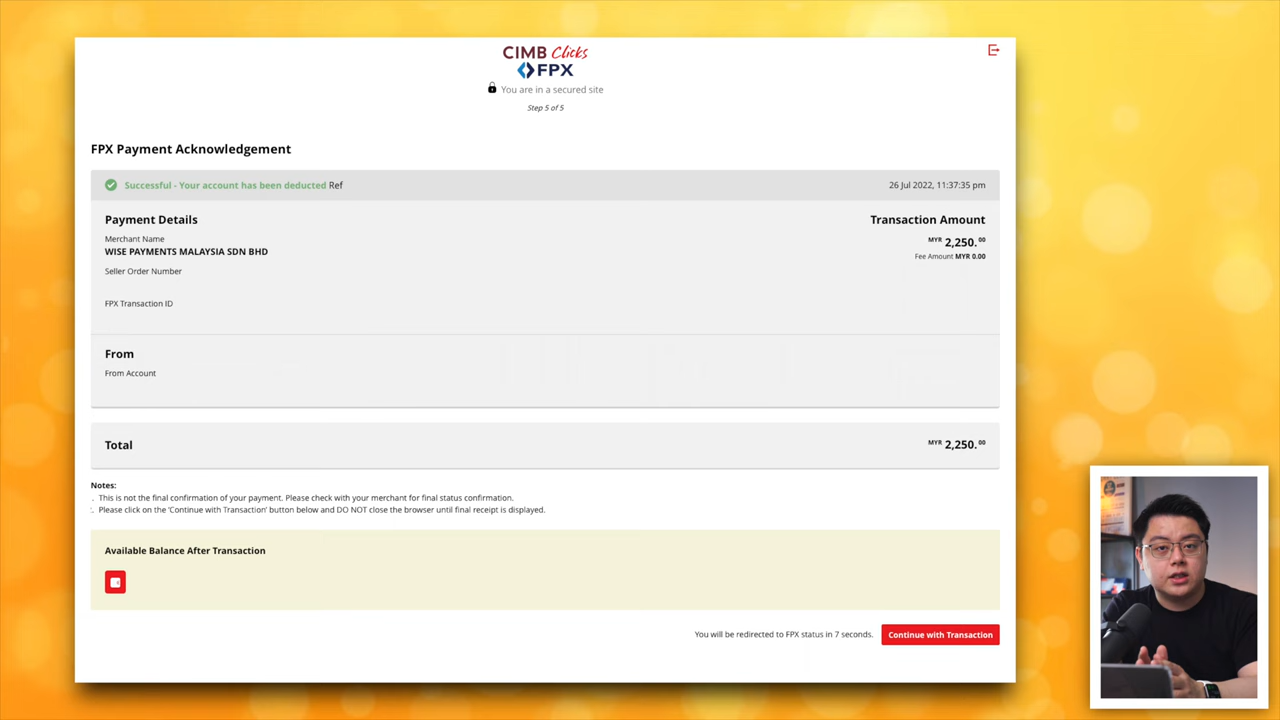 CIMB Clicks
FPX
You are in a secured site
Step 5 of 5
FPX Payment Acknowledgement
Successful - Your account has been deducted Ref
26 Jul 2022, 11:37:35 pm
Payment Details
Transaction Amount
Merchant Name
MYR 2,250.00
WISE PAYMENTS MALAYSIA SDN BHD
Fee Amount MYR 0.00
Seller Order Number
FPX Transaction ID
From
From Account
Total
MYR 2,250.00
Notes:
. This is not the final confirmation of your payment. Please check with your merchant for final status confirmation.
. Please click on the 'Continue with Transaction' button below and DO NOT close the browser until final receipt is displayed.
Available Balance After Transaction
You will be redirected to FPX status in 7 seconds.
Continue with Transaction